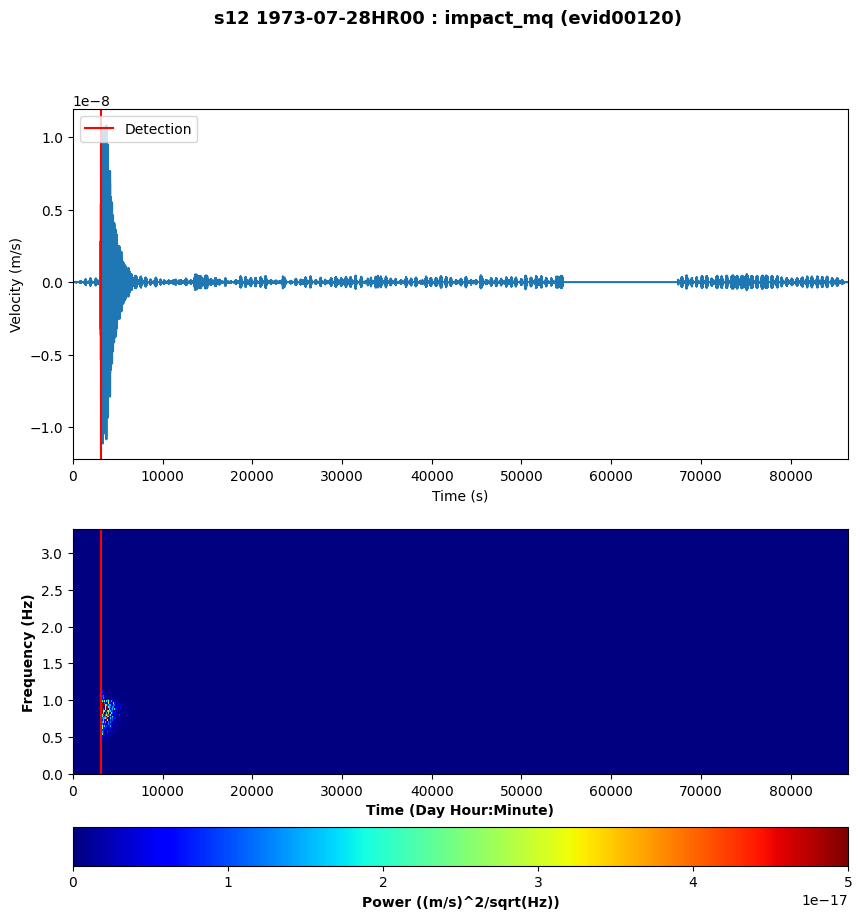 s12 1973-07-28HR00 : impact_mq (evid00120)
1e−8
Detection
1.0
0.5
0.0
−0.5
−1.0
Velocity (m/s)
0 10000 20000 30000 40000 50000 60000 70000 80000
Time (s)
3.0
2.5
2.0
1.5
1.0
0.5
0.0
Frequency (Hz)
0 10000 20000 30000 40000 50000 60000 70000 80000
Time (Day Hour:Minute)
0 1 2 3 4 5
1e−17
Power ((m/s)^2/sqrt(Hz))